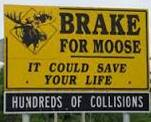 BRAKE
FOR MOOSE
IT COULD SAVE
YOUR LIFE
HUNDREDS OF COLLISIONS